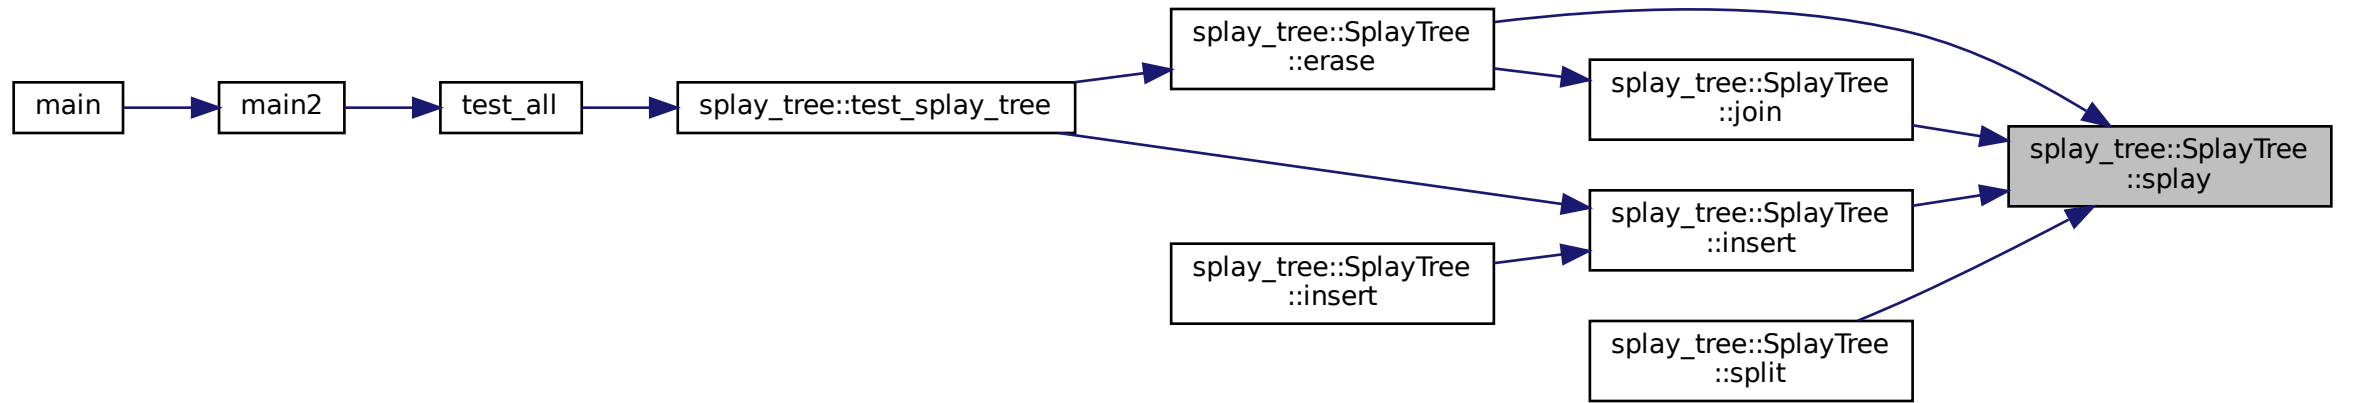 main
main2
test_all
splay_tree::test_splay_tree
splay_tree::SplayTree
::erase
splay_tree::SplayTree
::insert
splay_tree::SplayTree
::join
splay_tree::SplayTree
::insert
splay_tree::SplayTree
::split
splay_tree::SplayTree
::splay